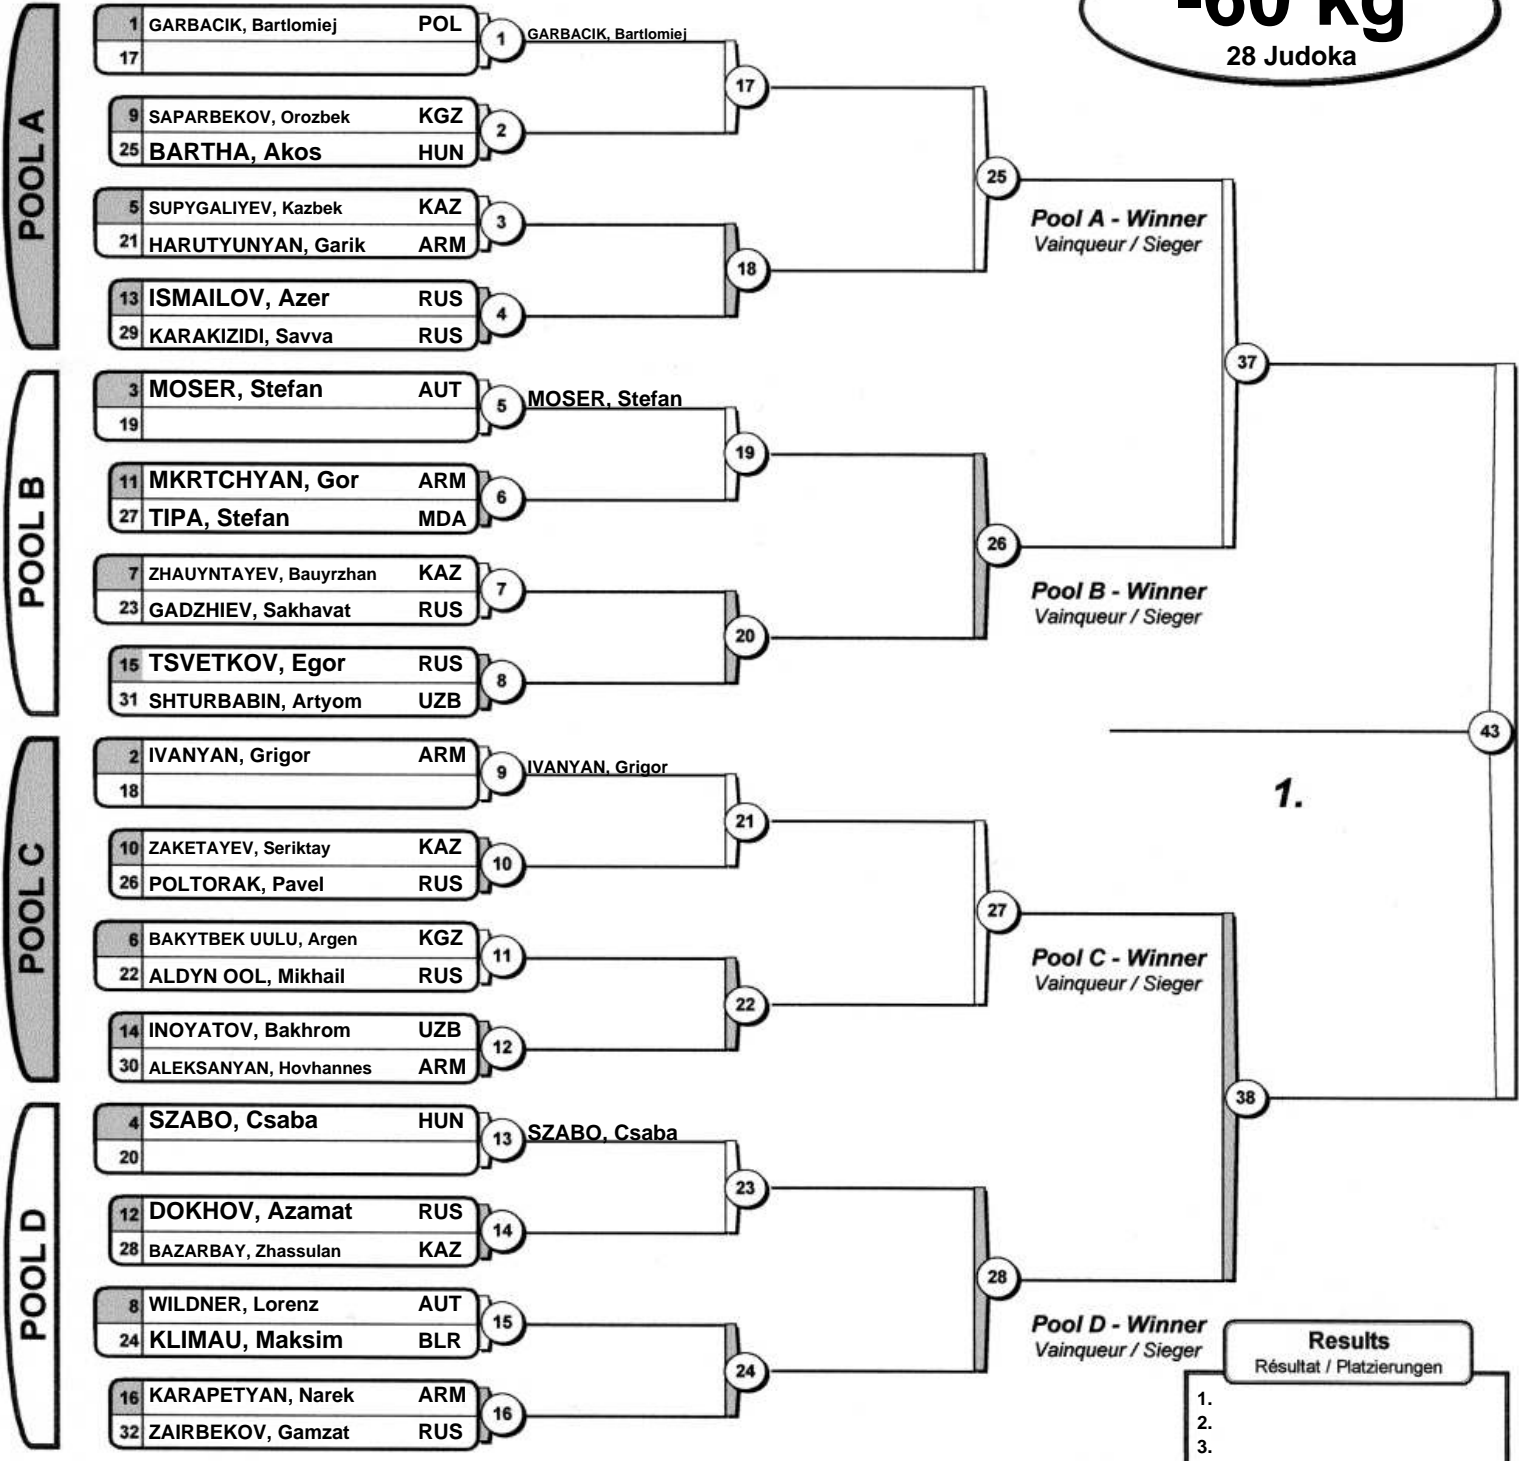 -60 kg
28 Judoka
POOL A
1 GARBACIK, Bartlomiej POL
17
1 GARBACIK, Bartlomiej
9 SAPARBEKOV, Orozbek KGZ
25 BARTHA, Akos HUN
2
17
5 SUPYGALIYEV, Kazbek KAZ
21 HARUTYUNYAN, Garik ARM
3
13 ISMAILOV, Azer RUS
29 KARAKIZIDI, Savva RUS
4
18
25
Pool A - Winner
Vainqueur / Sieger
POOL B
3 MOSER, Stefan AUT
19
5 MOSER, Stefan
11 MKRTCHYAN, Gor ARM
27 TIPA, Stefan MDA
6
19
7 ZHAUYNTAYEV, Bauyrzhan KAZ
23 GADZHIEV, Sakhavat RUS
7
15 TSVETKOV, Egor RUS
31 SHTURBABIN, Artyom UZB
8
20
26
Pool B - Winner
Vainqueur / Sieger
37
POOL C
2 IVANYAN, Grigor ARM
18
9 IVANYAN, Grigor
10 ZAKETAYEV, Seriktay KAZ
26 POLTORAK, Pavel RUS
10
21
6 BAKYTBEK UULU, Argen KGZ
22 ALDYN OOL, Mikhail RUS
11
14 INOYATOV, Bakhrom UZB
30 ALEKSANYAN, Hovhannes ARM
12
22
27
Pool C - Winner
Vainqueur / Sieger
43
1.
POOL D
4 SZABO, Csaba HUN
20
13 SZABO, Csaba
12 DOKHOV, Azamat RUS
28 BAZARBAY, Zhassulan KAZ
14
23
8 WILDNER, Lorenz AUT
24 KLIMAU, Maksim BLR
15
16 KARAPETYAN, Narek ARM
32 ZAIRBEKOV, Gamzat RUS
16
24
28
Pool D - Winner
Vainqueur / Sieger
38
Results
Résultat / Platzierungen
1.
2.
3.